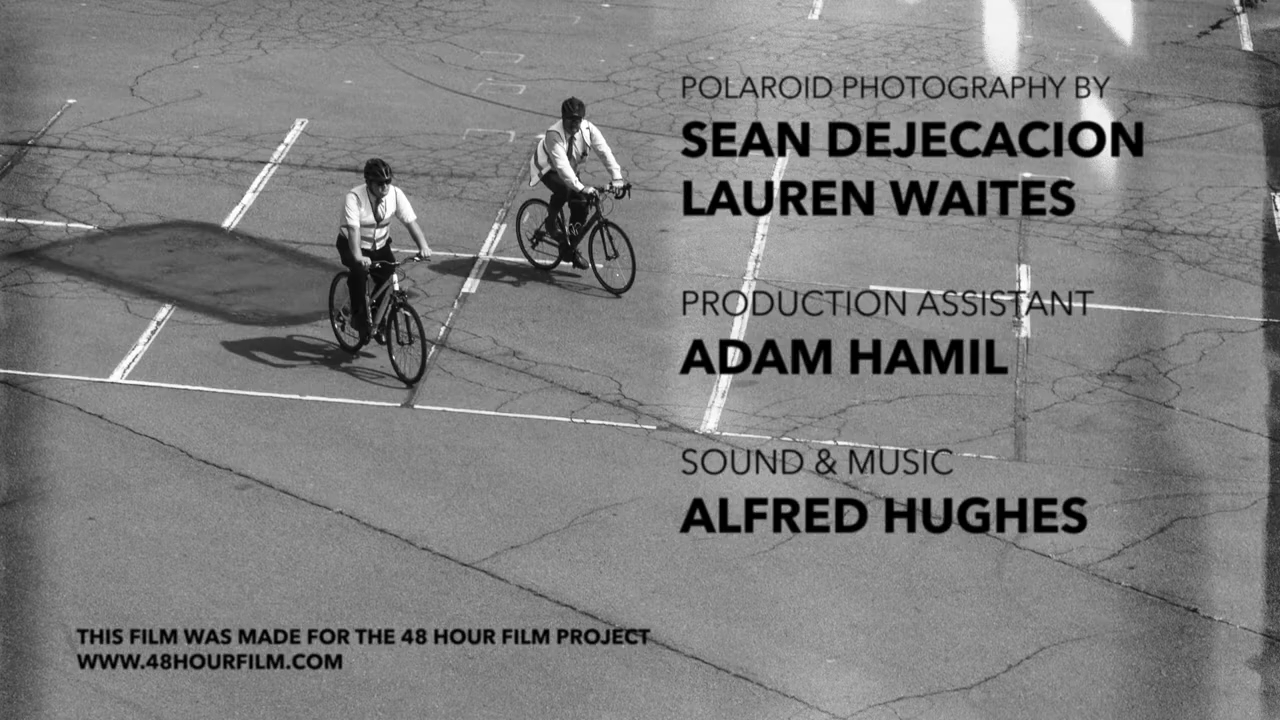 POLAROID PHOTOGRAPHY BY
SEAN DEJECACION
LAUREN WAITES
PRODUCTION ASSISTANT
ADAM HAMIL
SOUND & MUSIC
ALFRED HUGHES
THIS FILM WAS MADE FOR THE 48 HOUR FILM PROJECT
WWW.48HOURFILM.COM